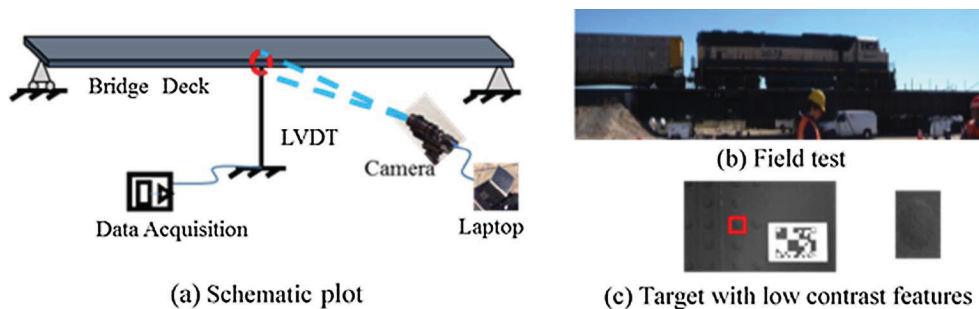 Bridge Deck
LVDT
Camera
Data Acquisition
Laptop
(a) Schematic plot
(b) Field test
(c) Target with low contrast features